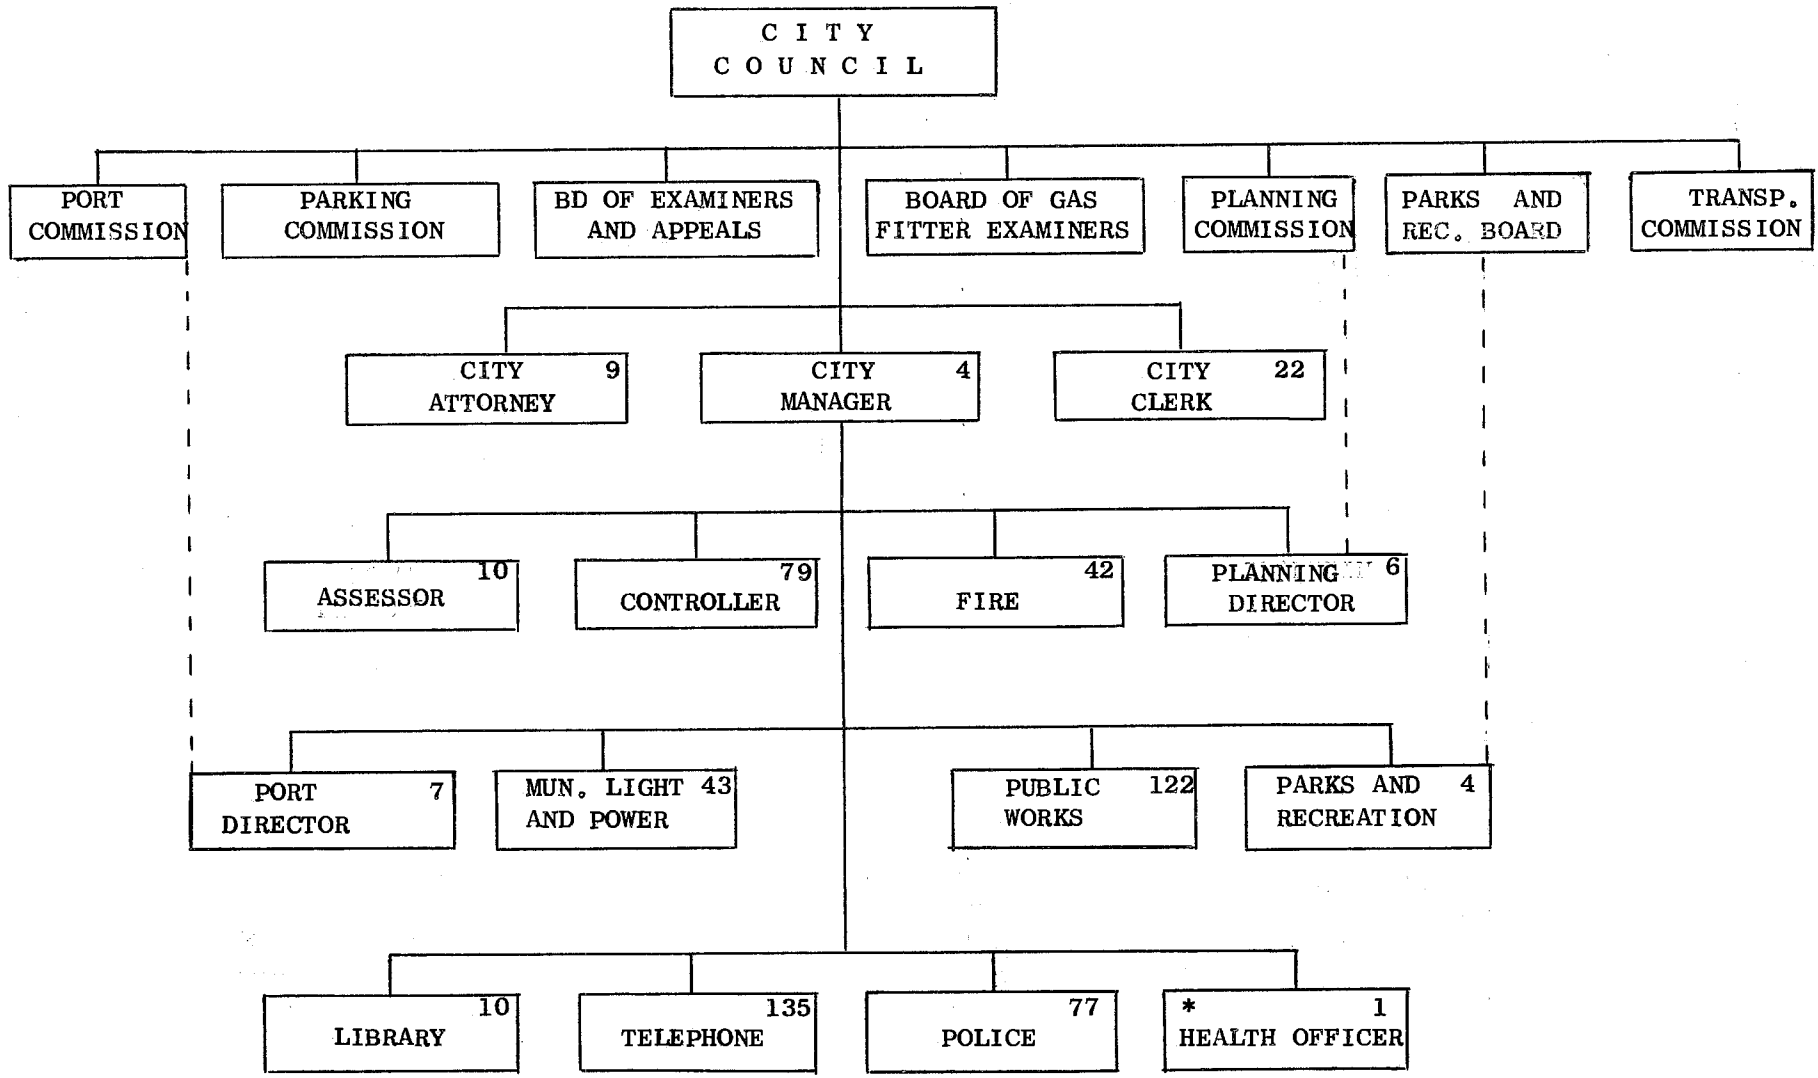 C I T Y
C O U N C I L
PORT
COMMISSION
PARKING
COMMISSION
BD OF EXAMINERS
AND APPEALS
BOARD OF GAS
FITTER EXAMINERS
PLANNING
COMMISSION
PARKS AND
REC. BOARD
TRANSP.
COMMISSION
CITY 9
ATTORNEY
CITY 4
MANAGER
CITY 22
CLERK
10
ASSESSOR
79
CONTROLLER
42
FIRE
PLANNING 6
DIRECTOR
PORT 7
DIRECTOR
MUN. LIGHT 43
AND POWER
PUBLIC 122
WORKS
PARKS AND 4
RECREATION
10
LIBRARY
135
TELEPHONE
77
POLICE
* 1
HEALTH OFFICER